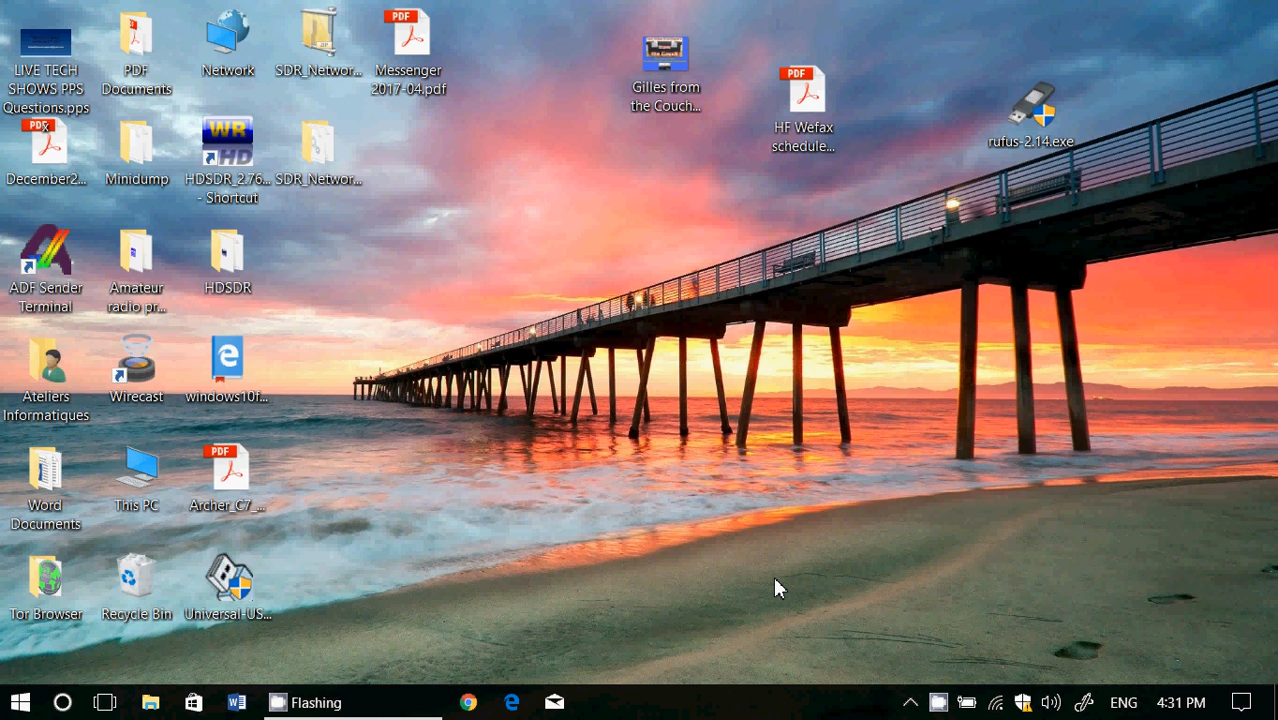 LIVE TECH
SHOWS PPS
Questions.pps
PDF
Documents
Network
SDR_Networ...
PDF
Messenger
2017-04.pdf
Gilles from
the Couch...
PDF
HF Wefax
schedule...
rufus-2.14.exe
December2...
Minidump
WR
HD
HDSDR_2.76...
- Shortcut
SDR_Networ...
ADF Sender
Terminal
Amateur
radio pr...
HDSDR
Ateliers
Informatiques
Wirecast
windows10f...
Word
Documents
This PC
PDF
Archer_C7_...
Tor Browser
Recycle Bin
Universal-US...
Flashing
ENG
4:31 PM